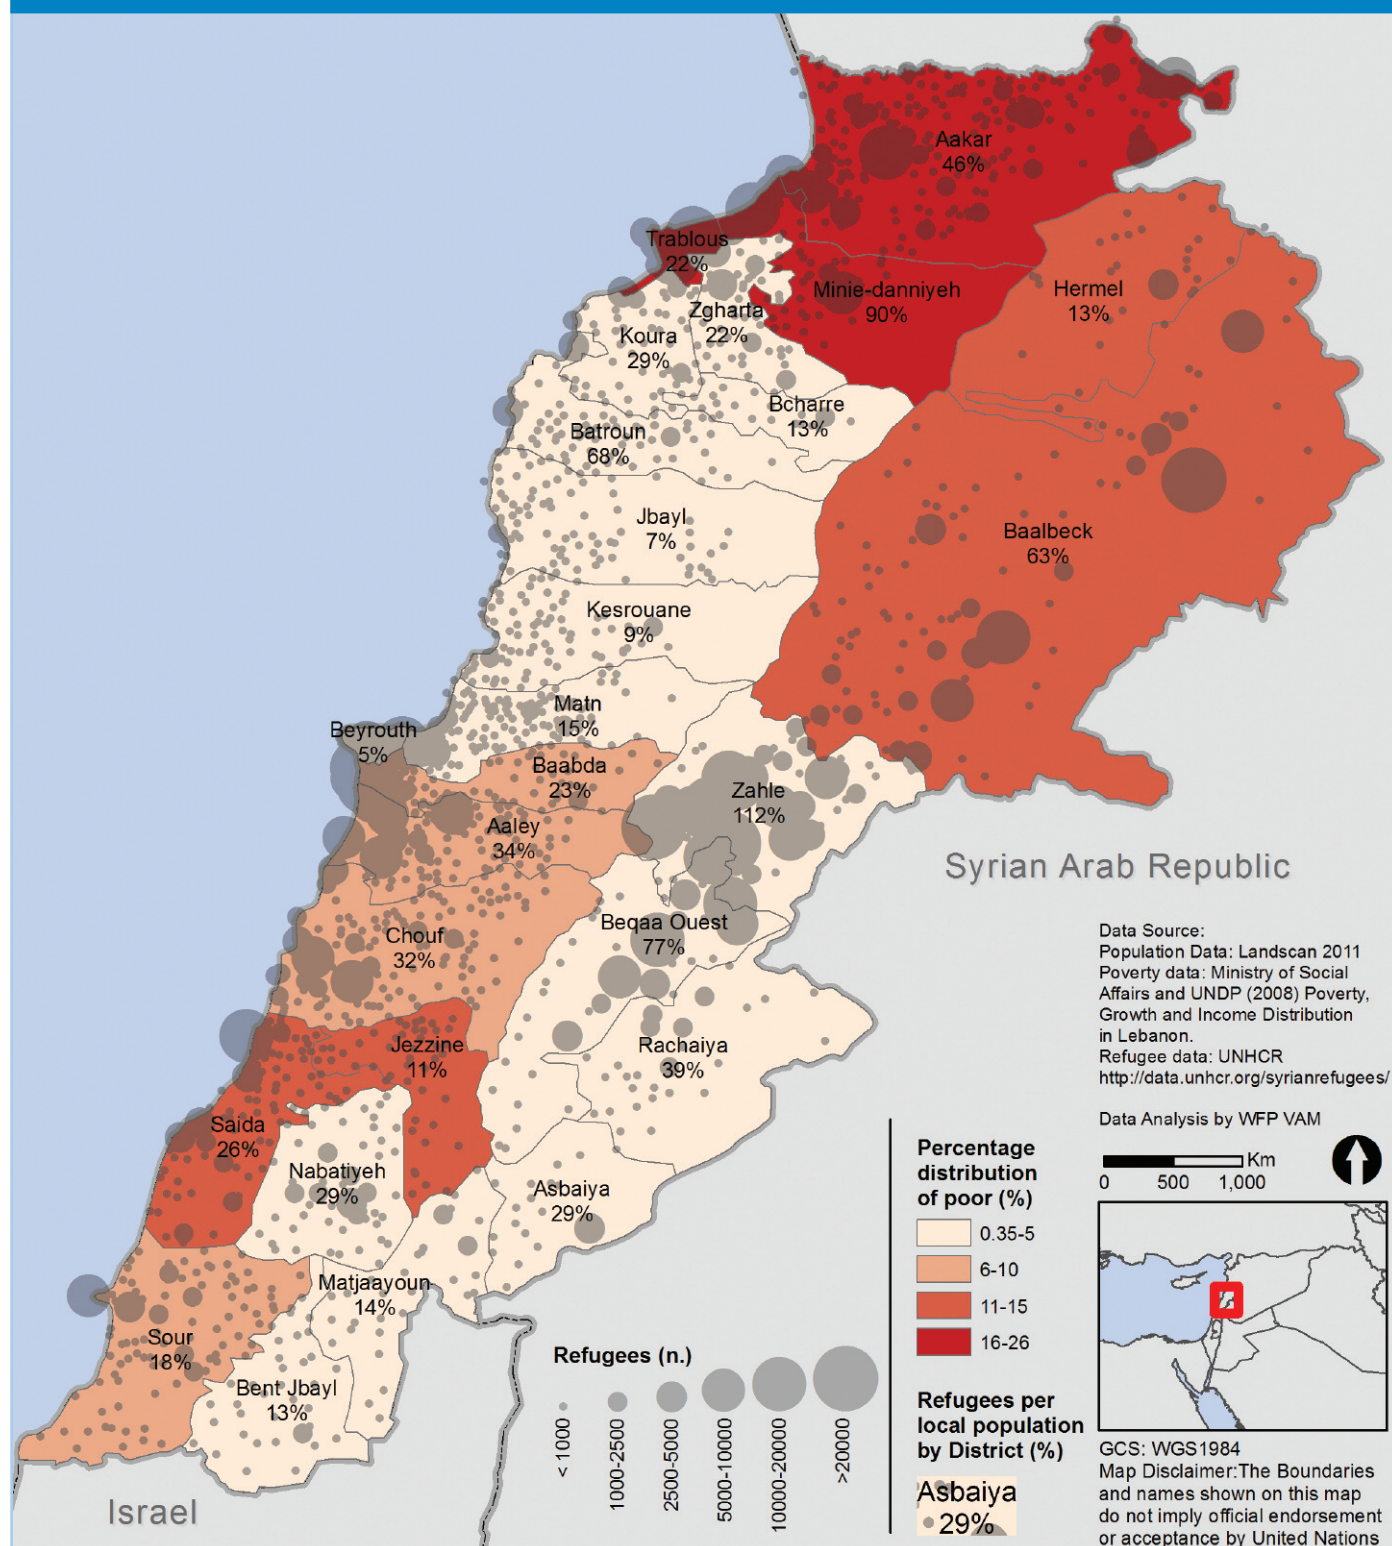 Aakar
46%
Trablous
22%
Minie-danniyeh
90%
Hermel
13%
Zgharta
22%
Koura
29%
Bcharre
13%
Batroun
68%
Jbayl
7%
Baalbeck
63%
Kesrouane
9%
Matn
15%
Beyrouth
5%
Baabda
23%
Zahle
112%
Aaley
34%
Syrian Arab Republic
Beqaa Ouest
77%
Chouf
32%
Jezzine
11%
Rachaiya
39%
Saida
26%
Nabatiyeh
29%
Asbaiya
29%
Matjaayoun
14%
Sour
18%
Bent Jbayl
13%
Israel
Data Source:
Population Data: Landscan 2011
Poverty data: Ministry of Social
Affairs and UNDP (2008) Poverty,
Growth and Income Distribution
in Lebanon.
Refugee data: UNHCR
http://data.unhcr.org/syrianrefugees/
Data Analysis by WFP VAM
Km
0 500 1,000
Percentage
distribution
of poor (%)
0.35-5
6-10
11-15
16-26
Refugees per
local population
by District (%)
Asbaiya
29%
Refugees (n.)
< 1000
1000-2500
2500-5000
5000-10000
10000-20000
>20000
GCS: WGS1984
Map Disclaimer:The Boundaries
and names shown on this map
do not imply official endorsement
or acceptance by United Nations